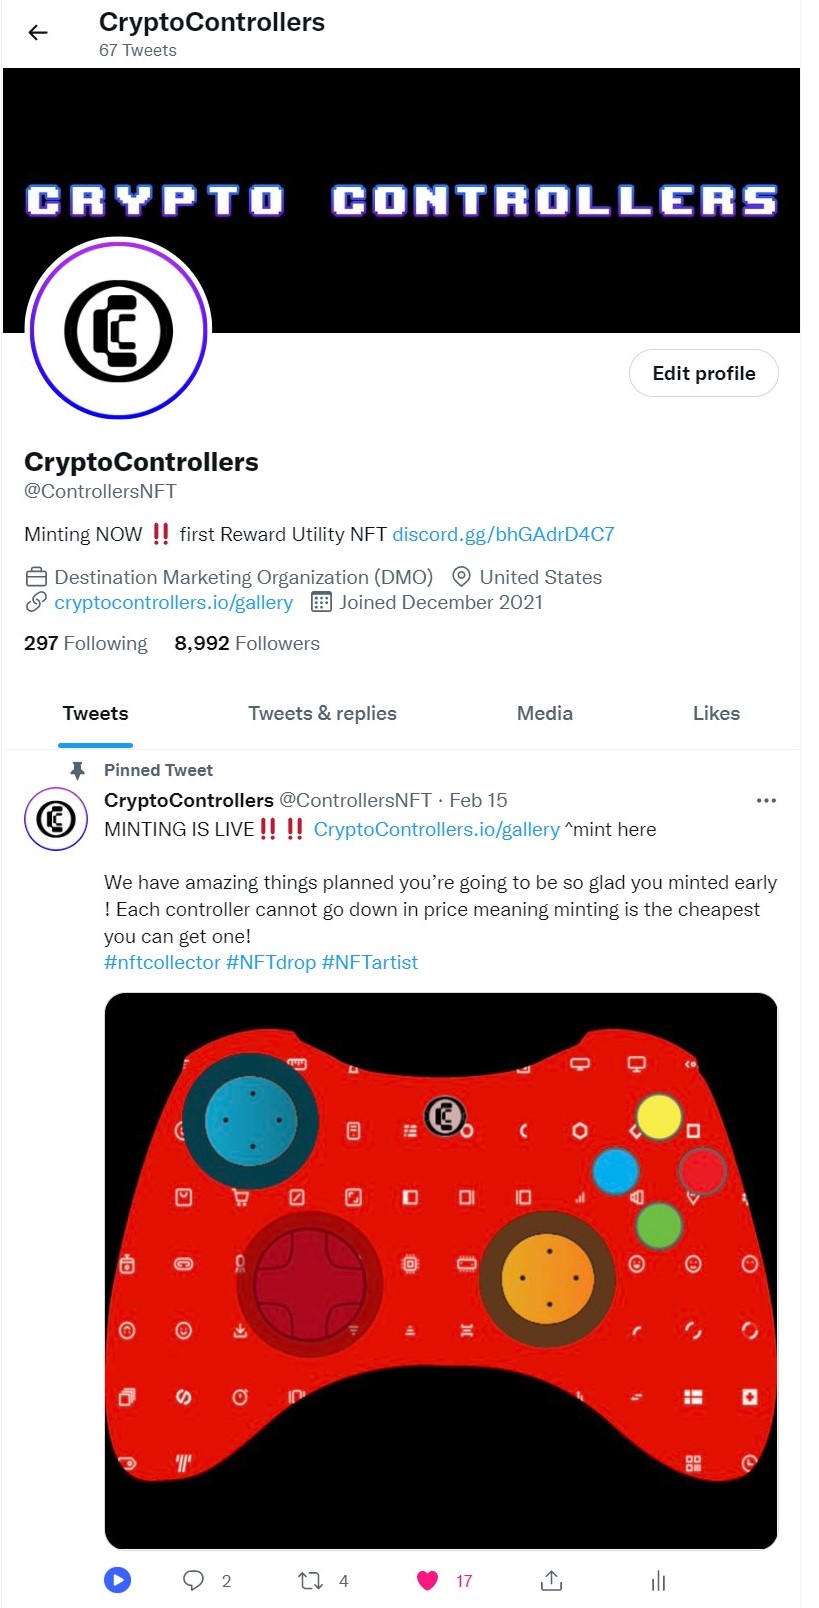 CryptoControllers
67 Tweets
CRYPTO CONTROLLERS
Edit profile
CryptoControllers
@ControllersNFT
Minting NOW ‼️ first Reward Utility NFT discord.gg/bhGAdrD4C7
Destination Marketing Organization (DMO) United States
cryptocontrollers.io/gallery Joined December 2021
297 Following 8,992 Followers
Tweets Tweets & replies Media Likes
Pinned Tweet
CryptoControllers @ControllersNFT · Feb 15
MINTING IS LIVE‼️ ‼️ CryptoControllers.io/gallery ^mint here
We have amazing things planned you’re going to be so glad you minted early
! Each controller cannot go down in price meaning minting is the cheapest
you can get one!
#nftcollector #NFTdrop #NFTartist
2 4 17